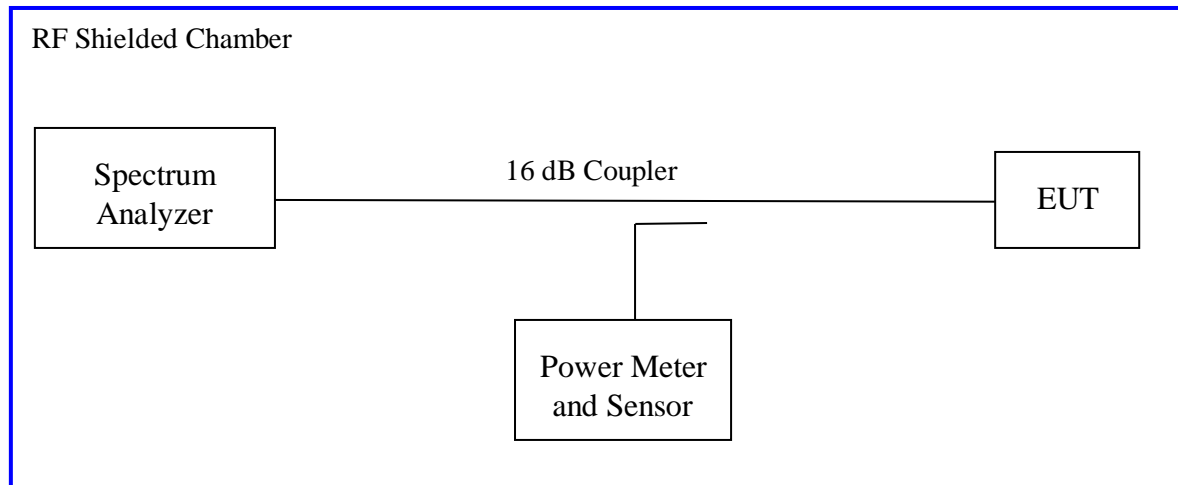 RF Shielded Chamber
Spectrum
Analyzer
16 dB Coupler
EUT
Power Meter
and Sensor